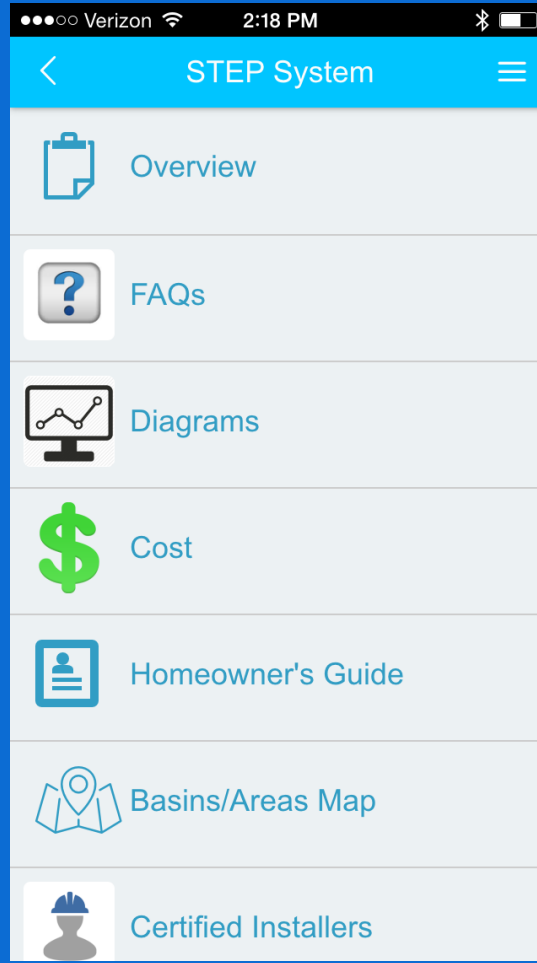 Verizon 2:18 PM
STEP System
Overview
? FAQs
Diagrams
$ Cost
Homeowner's Guide
Basins/Areas Map
Certified Installers